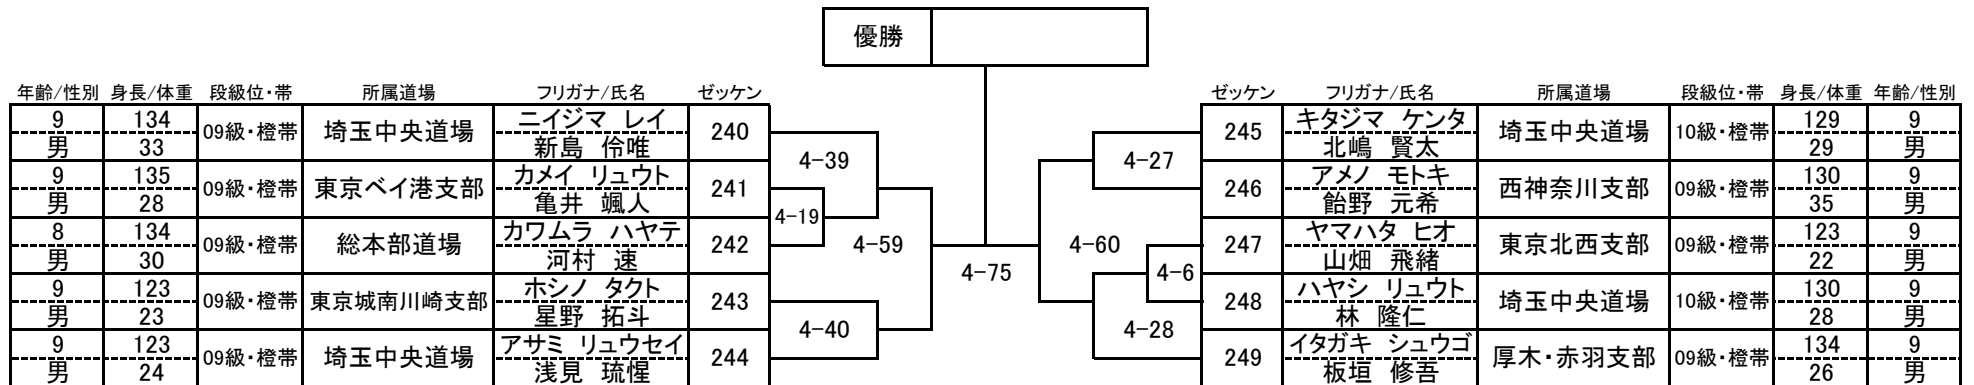 優勝
年齢/性別 身長/体重 段級位・帯 所属道場 フリガナ/氏名 ゼッケン
9 134 09級・橙帯 埼玉中央道場 ニイジマ レイ 240
男 33 新島 伶唯
9 135 09級・橙帯 東京ベイ港支部 カメイ リュウト 241
男 28 亀井 颯人
8 134 09級・橙帯 総本部道場 カワムラ ハヤテ 242
男 30 河村 速
9 123 09級・橙帯 東京城南川崎支部 ホシノ タクト 243
男 23 星野 拓斗
9 123 09級・橙帯 埼玉中央道場 アサミ リュウセイ 244
男 24 浅見 琉惺
4-39
4-19
4-59
4-40
4-75
4-60
4-27
4-6
4-28
ゼッケン フリガナ/氏名 所属道場 段級位・帯 身長/体重 年齢/性別
245 キタジマ ケンタ 埼玉中央道場 10級・橙帯 129 9
北嶋 賢太 29 男
246 アメノ モトキ 西神奈川支部 09級・橙帯 130 9
飴野 元希 35 男
247 ヤマハタ ヒオ 東京北西支部 09級・橙帯 123 9
山畑 飛緒 22 男
248 ハヤシ リュウト 埼玉中央道場 10級・橙帯 130 9
林 隆仁 28 男
249 イタガキ シュウゴ 厚木・赤羽支部 09級・橙帯 134 9
板垣 修吾 26 男